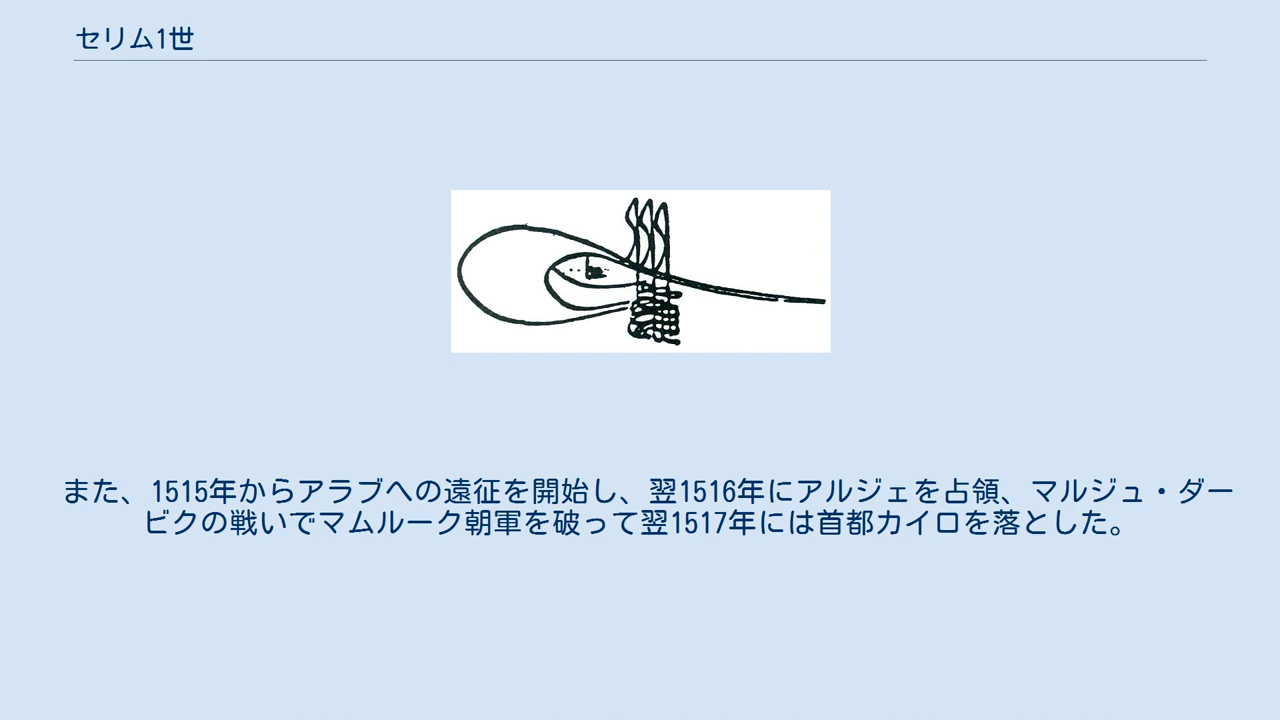 セリム1世
また、1515年からアラブへの遠征を開始し、翌1516年にアルジェを占領、マルジュ・ダー
ビクの戦いでマムルーク朝軍を破って翌1517年には首都カイロを落とした。